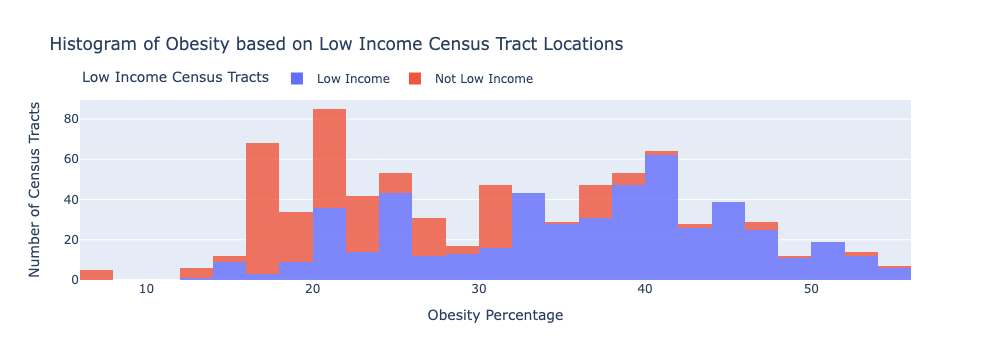 Histogram of Obesity based on Low Income Census Tract Locations
Low Income Census Tracts Low Income Not Low Income
Number of Census Tracts
80
60
40
20
0
10 20 30 40 50
Obesity Percentage